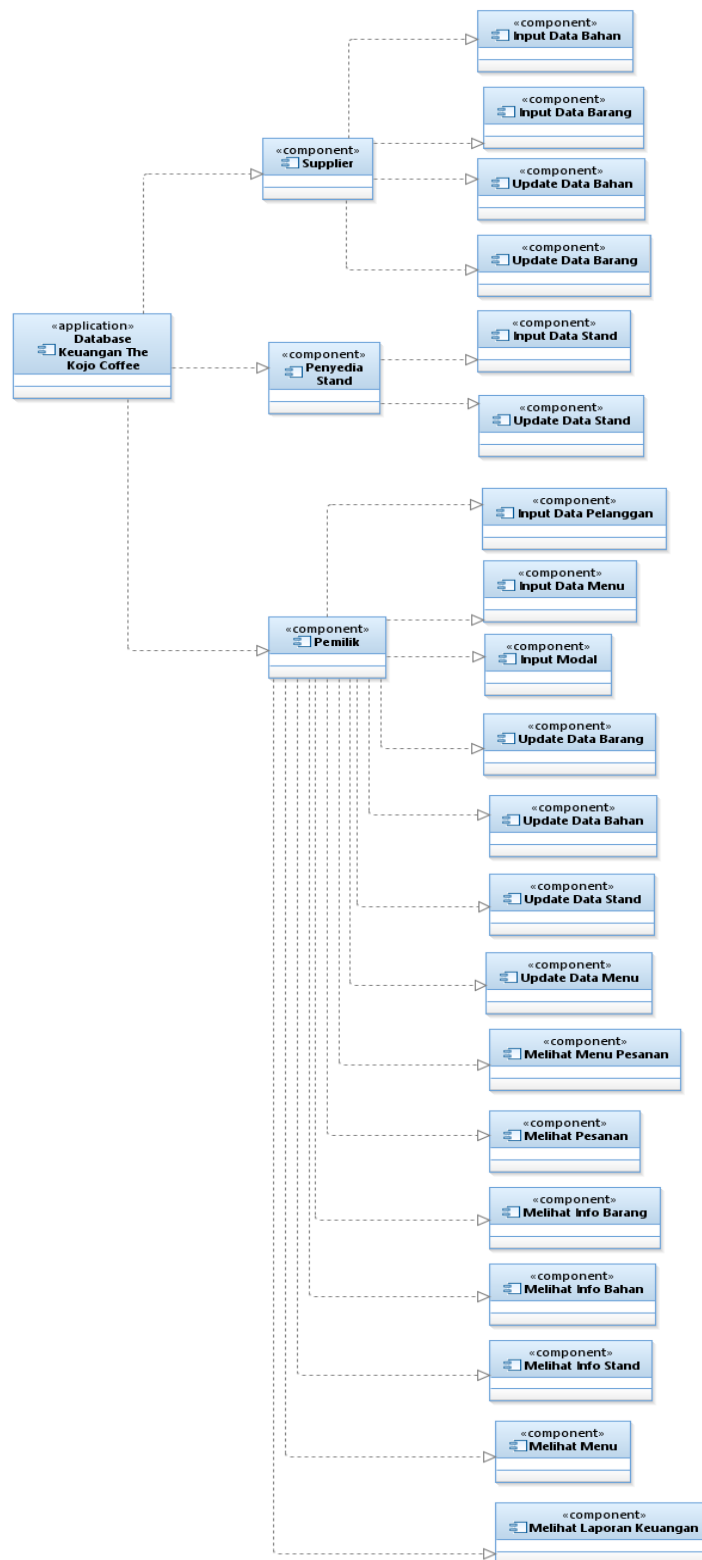 «component»
Input Data Bahan
«component»
Input Data Barang
«component»
Supplier
«component»
Update Data Bahan
«component»
Update Data Barang
«application»
Database
Keuangan The
Kojo Coffee
«component»
Input Data Stand
«component»
Penyedia
Stand
«component»
Update Data Stand
«component»
Input Data Pelanggan
«component»
Input Data Menu
«component»
Pemilik
«component»
Input Modal
«component»
Update Data Barang
«component»
Update Data Bahan
«component»
Update Data Stand
«component»
Update Data Menu
«component»
Melihat Menu Pesanan
«component»
Melihat Pesanan
«component»
Melihat Info Barang
«component»
Melihat Info Bahan
«component»
Melihat Info Stand
«component»
Melihat Menu
«component»
Melihat Laporan Keuangan